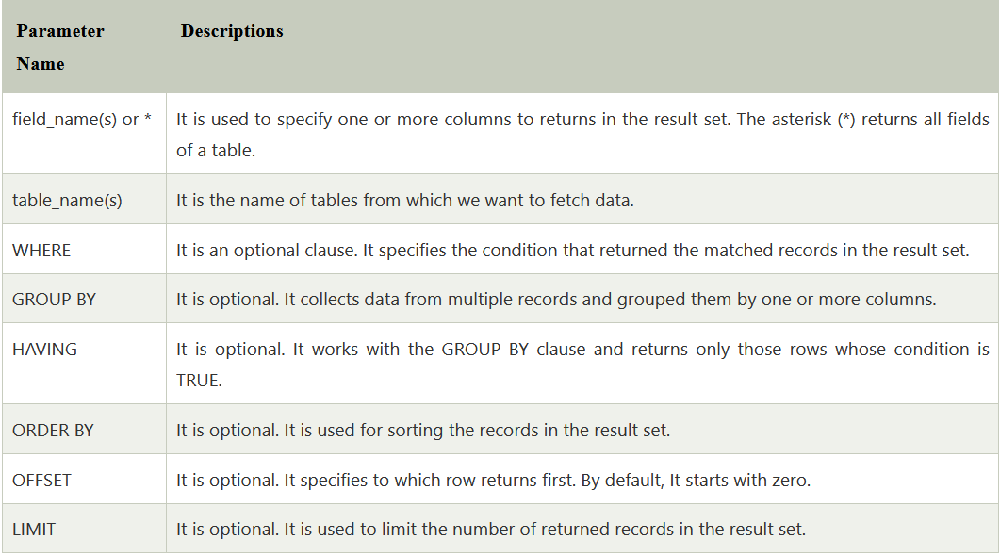 Parameter Name
Descriptions
field_name(s) or *
It is used to specify one or more columns to returns in the result set. The asterisk (*) returns all fields
of a table.
table_name(s)
It is the name of tables from which we want to fetch data.
WHERE
It is an optional clause. It specifies the condition that returned the matched records in the result set.
GROUP BY
It is optional. It collects data from multiple records and grouped them by one or more columns.
HAVING
It is optional. It works with the GROUP BY clause and returns only those rows whose condition is
TRUE.
ORDER BY
It is optional. It is used for sorting the records in the result set.
OFFSET
It is optional. It specifies to which row returns first. By default, It starts with zero.
LIMIT
It is optional. It is used to limit the number of returned records in the result set.